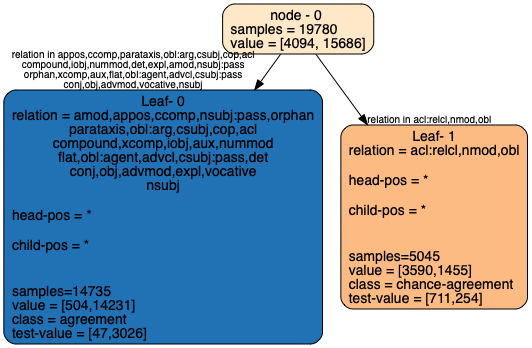 node - 0
samples = 19780
value = [4094, 15686]
relation in appos,ccomp,parataxis,obl:arg,csubj,cop,acl
compound,iobj,nummod,det,expl,amod,nsubj:pass
orphan,xcomp,aux,flat,obl:agent,advcl,csubj:pass
conj,obj,advmod,vocative,nsubj
relation in acl:relcl,nmod,obl
Leaf- 0
relation = amod,appos,ccomp,nsubj:pass,orphan
parataxis,obl:arg,csubj,cop,acl
compound,xcomp,iobj,aux,nummod
flat,obl:agent,advcl,csubj:pass,det
conj,obj,advmod,expl,vocative
nsubj
head-pos = *
child-pos = *
samples=14735
value = [504,14231]
class = agreement
test-value = [47,3026]
Leaf- 1
relation = acl:relcl,nmod,obl
head-pos = *
child-pos = *
samples=5045
value = [3590,1455]
class = chance-agreement
test-value = [711,254]